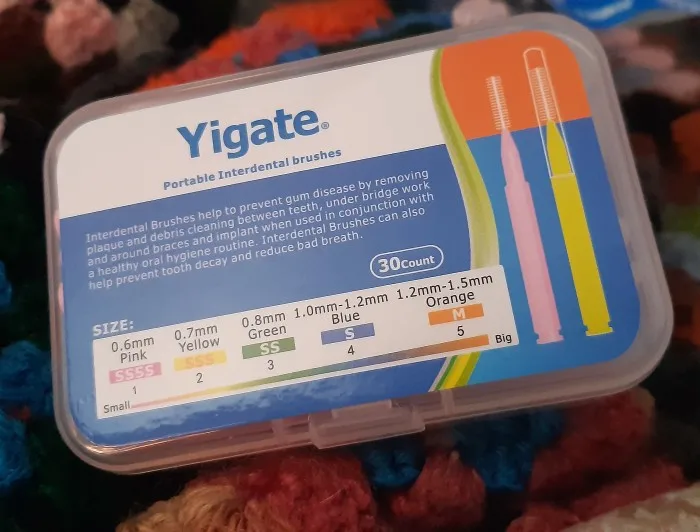 Yigate®
Portable Interdental brushes
Interdental Brushes help to prevent gum disease by removing
plaque and debris cleaning between teeth, under bridge work
and around braces and implant when used in conjunction with
a healthy oral hygiene routine. Interdental Brushes can also
help prevent tooth decay and reduce bad breath.
30Count
SIZE:
0.6mm 0.7mm 0.8mm 1.0mm-1.2mm 1.2mm-1.5mm
Pink Yellow Green Blue Orange
SSSS SSS SS S M
1 2 3 4 5
Small Big